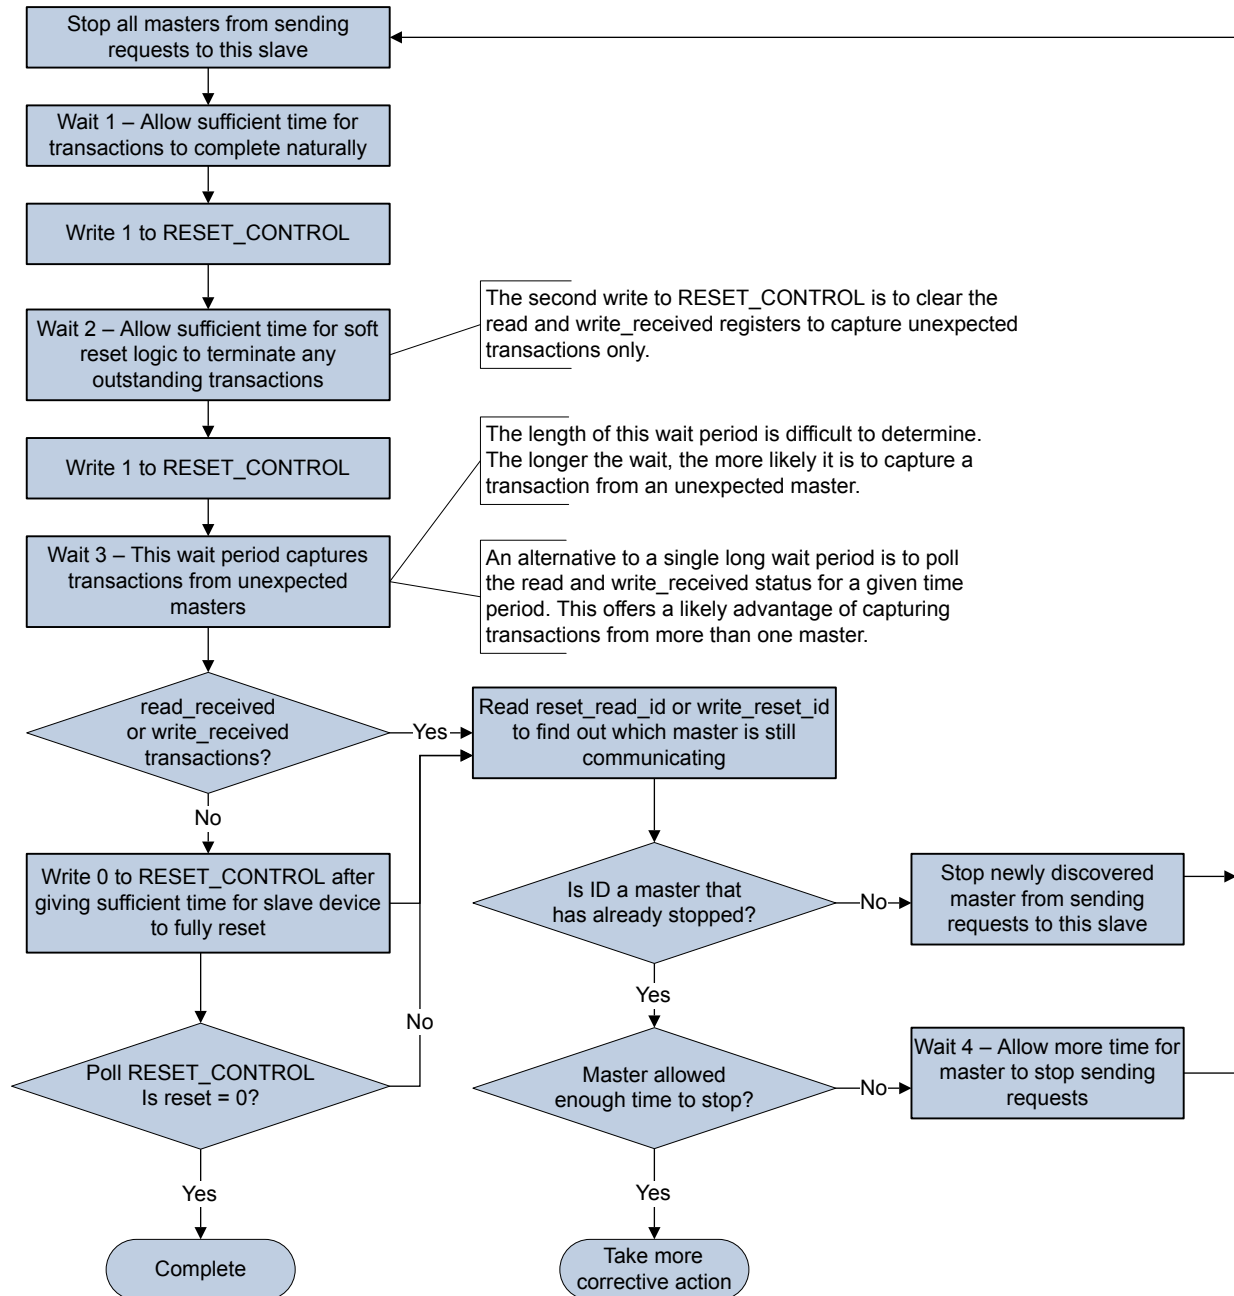 Stop all masters from sending
requests to this slave
Wait 1 – Allow sufficient time for
transactions to complete naturally
Write 1 to RESET_CONTROL
Wait 2 – Allow sufficient time for soft
reset logic to terminate any
outstanding transactions
The second write to RESET_CONTROL is to clear the
read and write_received registers to capture unexpected
transactions only.
Write 1 to RESET_CONTROL
The length of this wait period is difficult to determine.
The longer the wait, the more likely it is to capture a
transaction from an unexpected master.
Wait 3 – This wait period captures
transactions from unexpected
masters
An alternative to a single long wait period is to poll
the read and write_received status for a given time
period. This offers a likely advantage of capturing
transactions from more than one master.
read_received
or write_received
transactions?
Yes
Read reset_read_id or write_reset_id
to find out which master is still
communicating
No
Write 0 to RESET_CONTROL after
giving sufficient time for slave device
to fully reset
Is ID a master that
has already stopped?
No
Stop newly discovered
master from sending
requests to this slave
Yes
No
Poll RESET_CONTROL
Is reset = 0?
Master allowed
enough time to stop?
No
Wait 4 – Allow more time for
master to stop sending
requests
Yes
Yes
Complete
Take more
corrective action